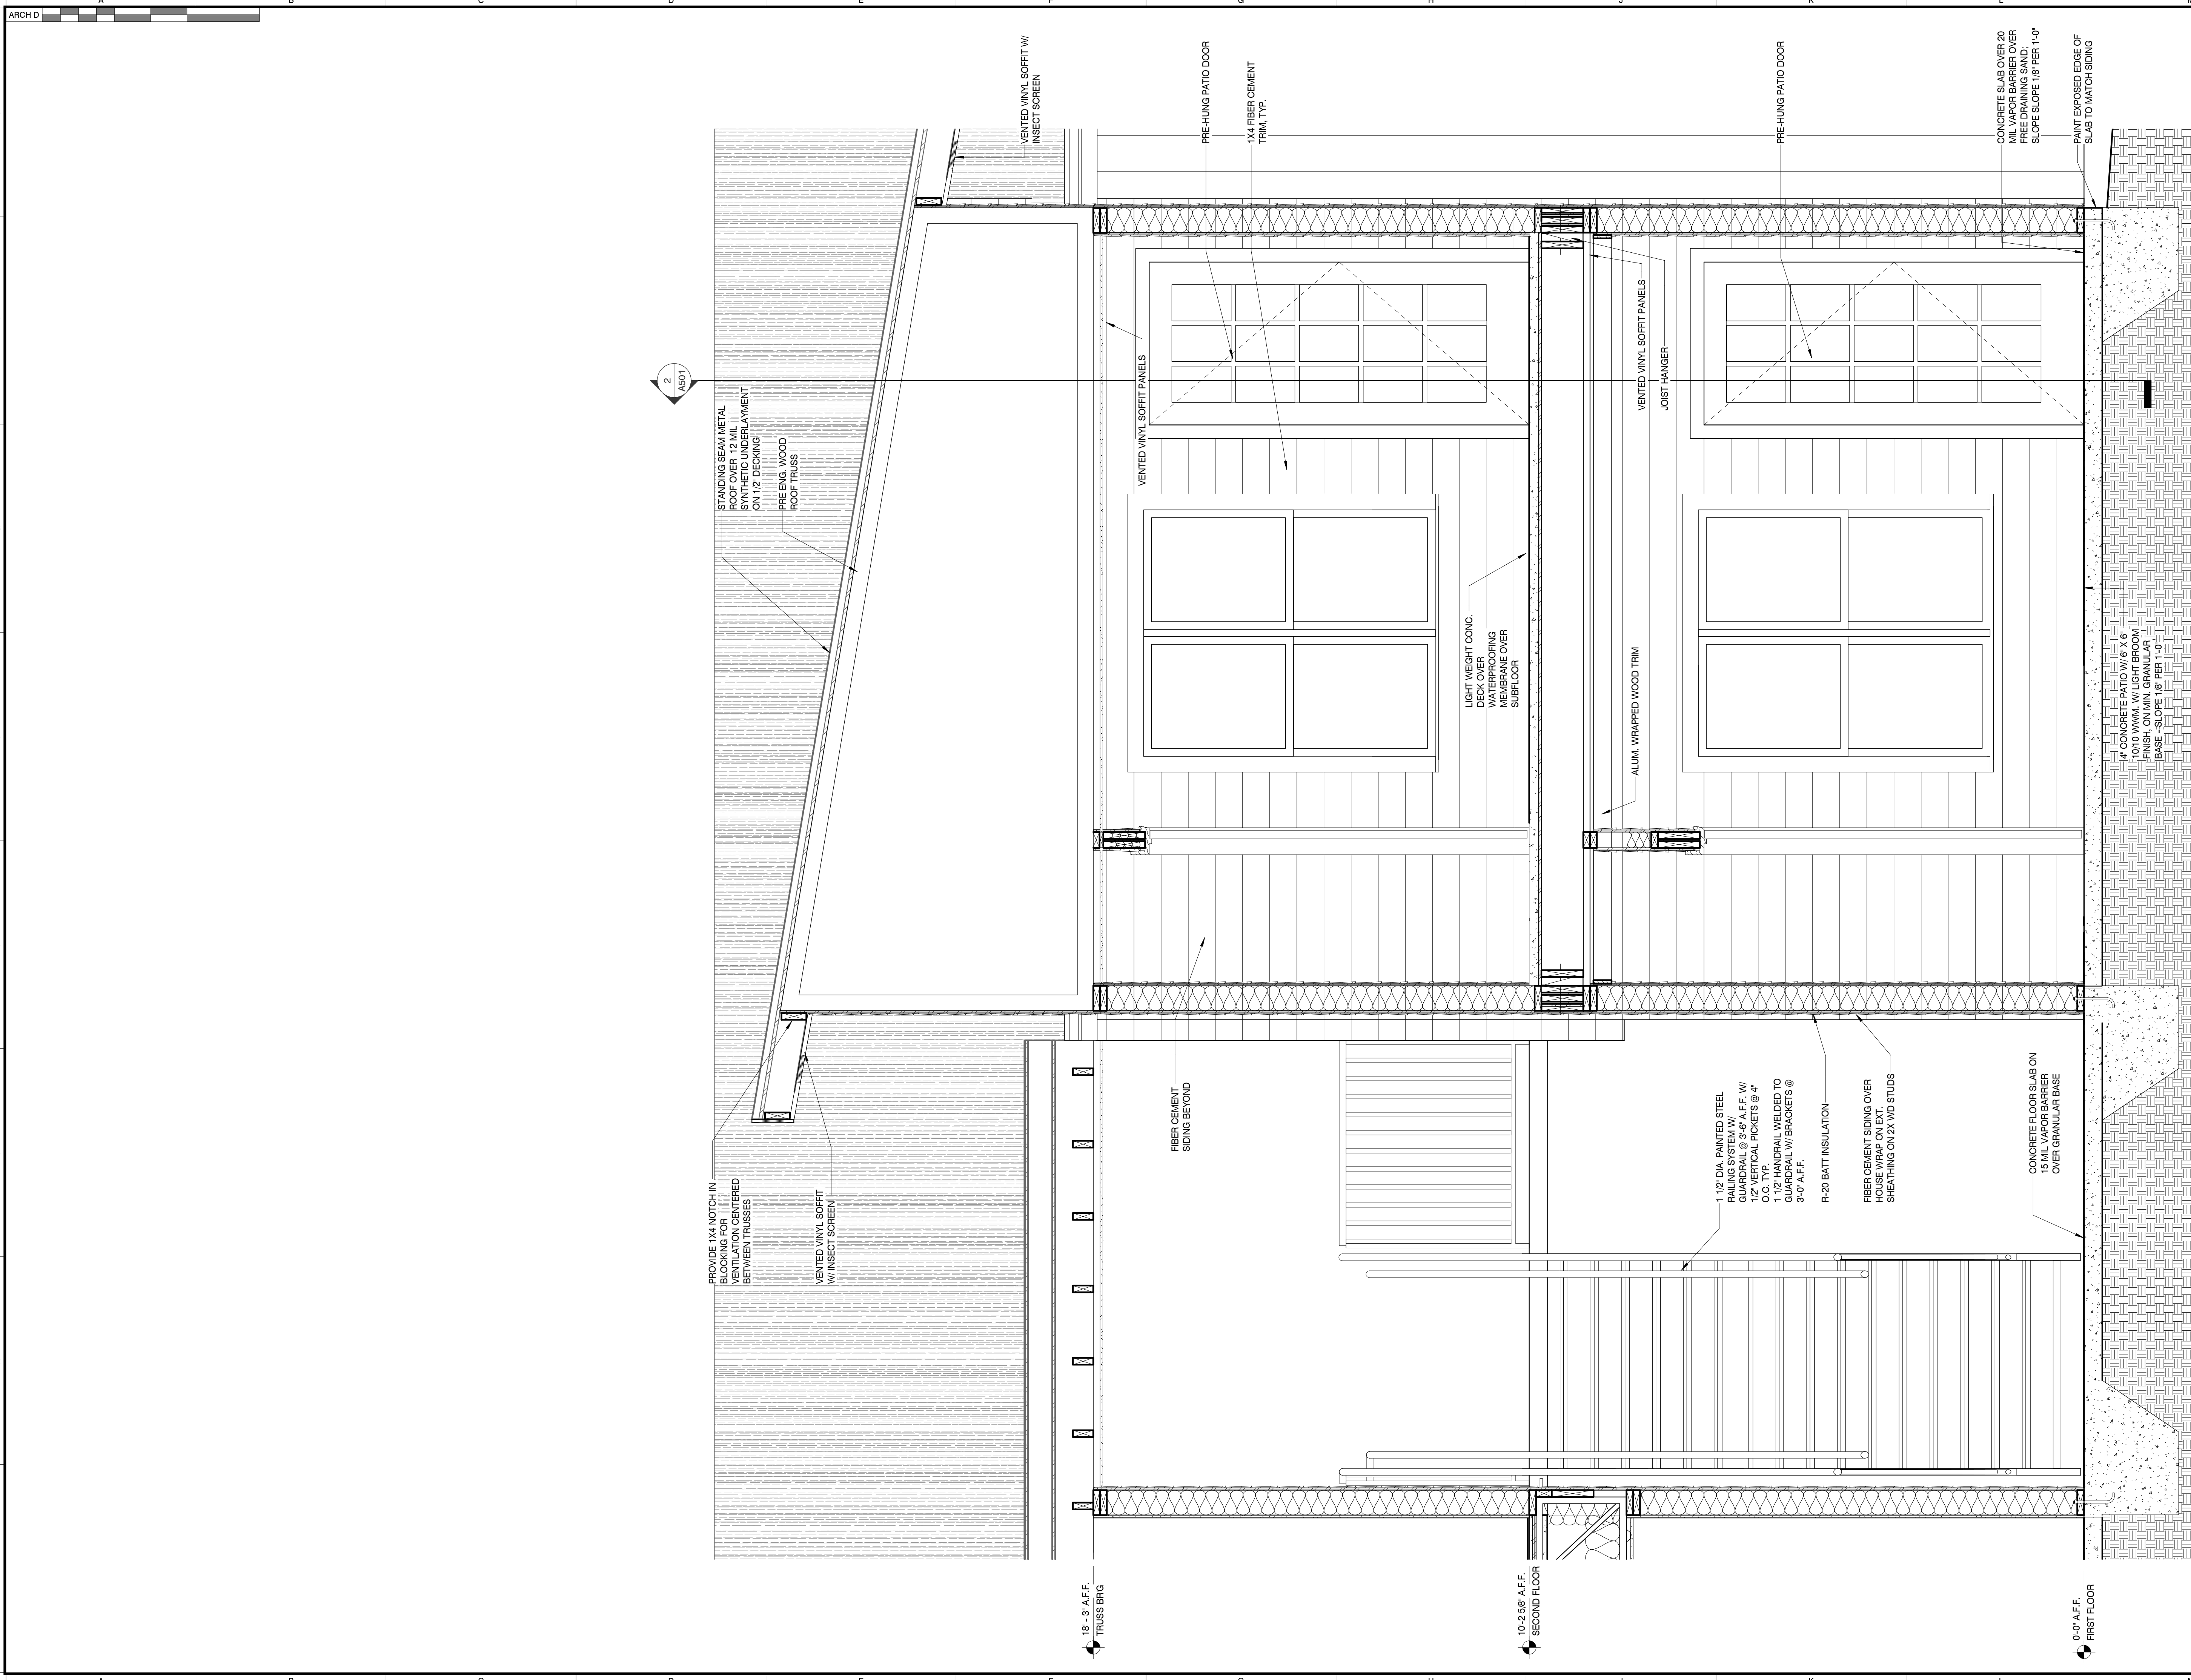 ARCH D
A
B
C
D
E
F
G
H
J
K
L
VENTED VINYL SOFFIT W/
INSECT SCREEN
PRE-HUNG PATIO DOOR
1X4 FIBER CEMENT
TRIM, TYP.
PRE-HUNG PATIO DOOR
CONCRETE SLAB OVER 20
MIL VAPOR BARRIER OVER
FREE DRAINING SAND;
SLOPE SLOPE 1/8" PER 1'-0"
PAINT EXPOSED EDGE OF
SLAB TO MATCH SIDING
2
A501
STANDING SEAM METAL
ROOF OVER 12 MIL
SYNTHETIC UNDERLAYMENT
ON 1/2" DECKING
PRE ENG. WOOD
ROOF TRUSS
VENTED VINYL SOFFIT PANELS
VENTED VINYL SOFFIT PANELS
JOIST HANGER
LIGHT WEIGHT CONC.
DECK OVER
WATERPROOFING
MEMBRANE OVER
SUBFLOOR
ALUM. WRAPPED WOOD TRIM
4" CONCRETE PATIO W/ 6" X 6"
10/10 WWM. W/ LIGHT BROOM
FINISH, ON MIN. GRANULAR
BASE - SLOPE 1/8" PER 1'-0"
PROVIDE 1X4 NOTCH IN
BLOCKING FOR
VENTILATION CENTERED
BETWEEN TRUSSES
VENTED VINYL SOFFIT
W/ INSECT SCREEN
FIBER CEMENT
SIDING BEYOND
1 1/2" DIA. PAINTED STEEL
RAILING SYSTEM W/
GUARDRAIL @ 3'-6" A.F.F. W/
1/2" VERTICAL PICKETS @ 4"
O.C. TYP.
1 1/2" HANDRAIL WELDED TO
GUARDRAIL W/ BRACKETS @
3'-0" A.F.F.
R-20 BATT INSULATION
FIBER CEMENT SIDING OVER
HOUSE WRAP ON EXT.
SHEATHING ON 2X WD STUDS
CONCRETE FLOOR SLAB ON
15 MIL VAPOR BARRIER
OVER GRANULAR BASE
18' - 3" A.F.F.
TRUSS BRG
10'-2 5/8" A.F.F.
SECOND FLOOR
0'-0" A.F.F.
FIRST FLOOR